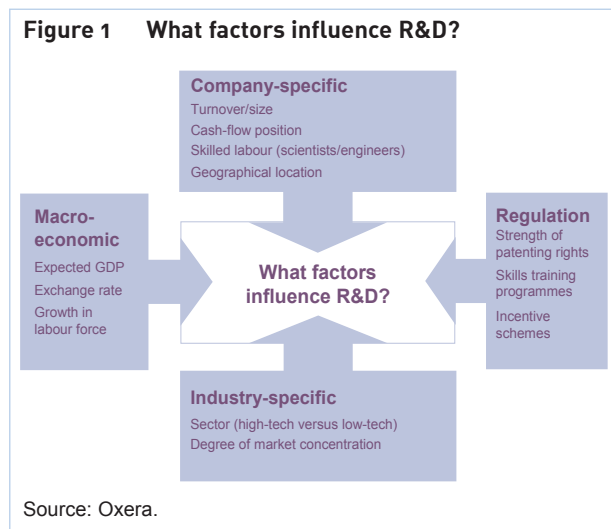 Figure 1 What factors influence R&D?
Company-specific
Turnover/size
Cash-flow position
Skilled labour (scientists/engineers)
Geographical location
Macro-
economic
Expected GDP
Exchange rate
Growth in
labour force
What factors
influence R&D?
Regulation
Strength of
patenting rights
Skills training
programmes
Incentive
schemes
Industry-specific
Sector (high-tech versus low-tech)
Degree of market concentration
Source: Oxera.